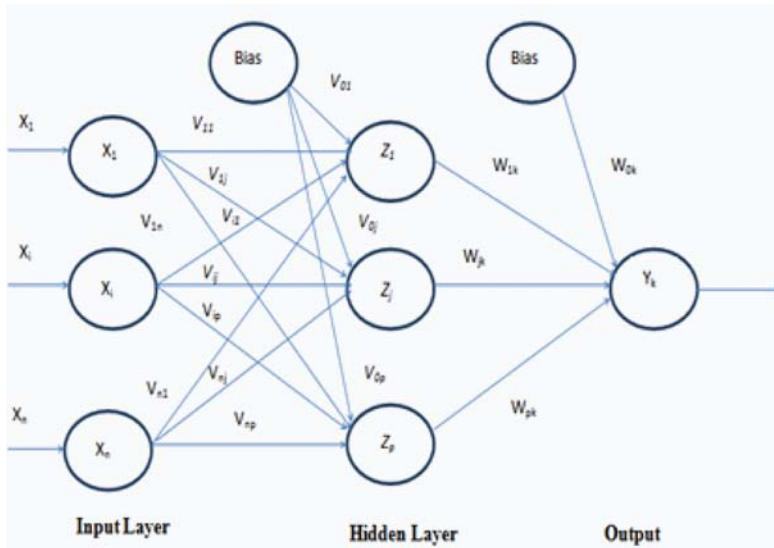 Bias
Bias
V₀₁
X₁
V₁₁
X₁
Z₁
W₁ₖ
W₀ₖ
V₁ⱼ
Vᵢ₁
V₁ₙ
V₀ⱼ
Xᵢ
Wⱼₖ
Vᵢⱼ
Xᵢ
Zⱼ
Yₖ
Vᵢₚ
Vₙⱼ
V₀ₚ
Vₙ₁
Xₙ
Vₙₚ
Wₚₖ
Xₙ
Zₚ
Input Layer
Hidden Layer
Output